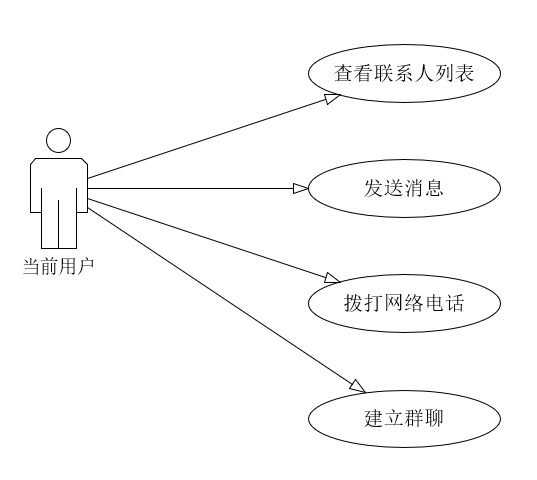 查看联系人列表
发送消息
当前用户
拨打网络电话
建立群聊